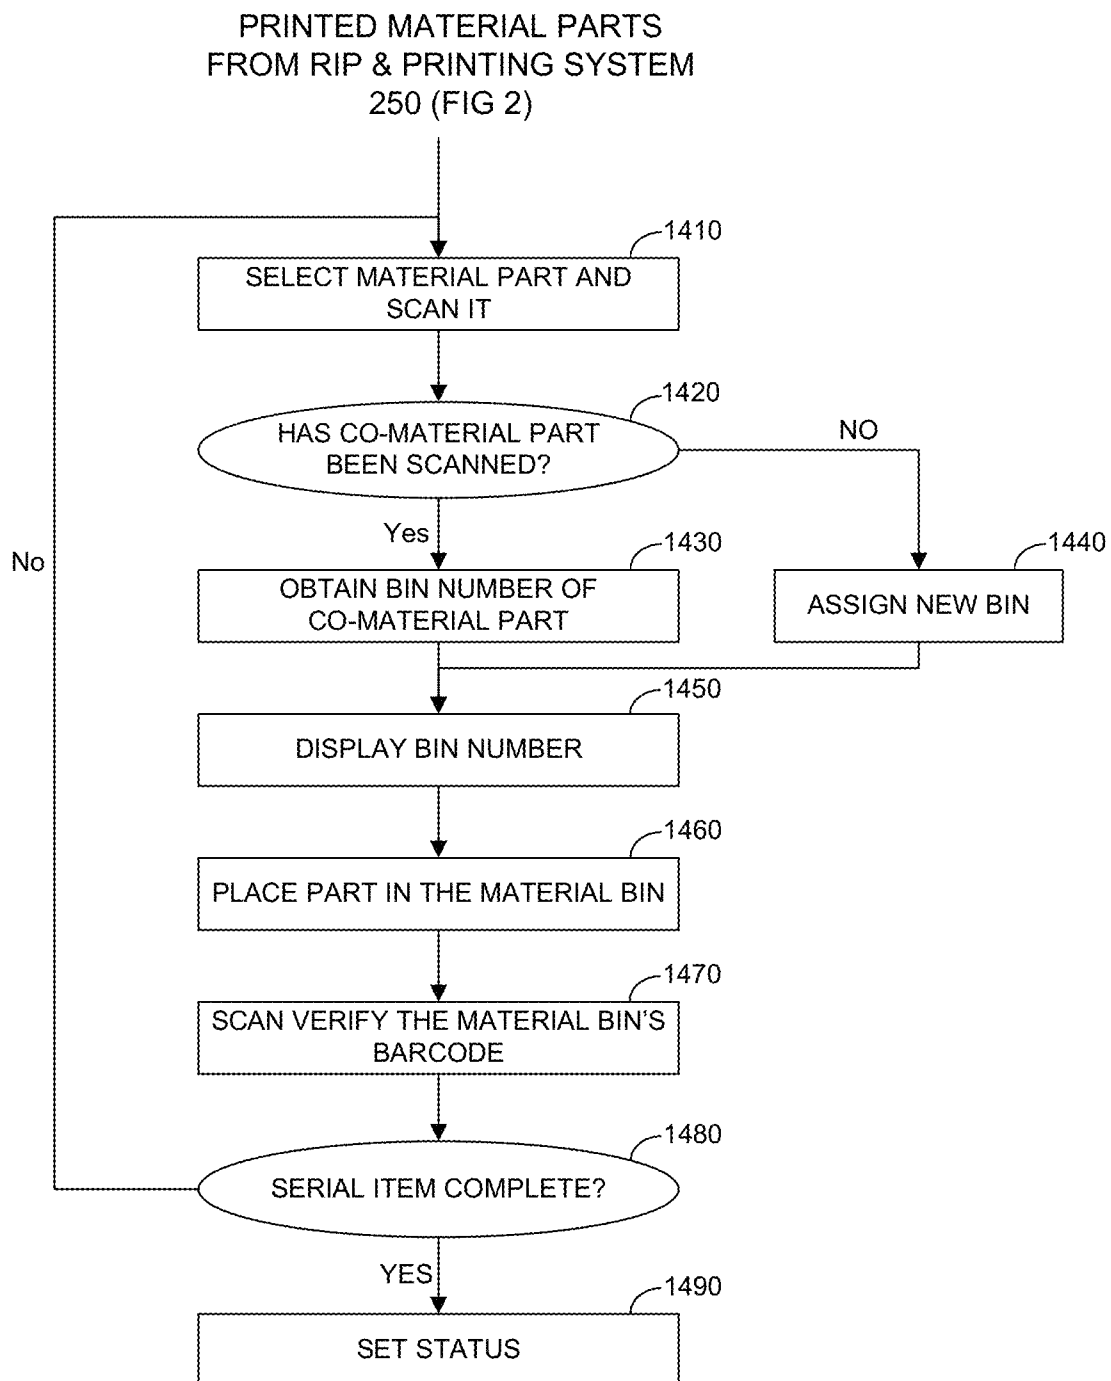 PRINTED MATERIAL PARTS
FROM RIP & PRINTING SYSTEM
250 (FIG 2)
1410
SELECT MATERIAL PART AND
SCAN IT
1420
HAS CO-MATERIAL PART
BEEN SCANNED?
NO
Yes
No
1430
OBTAIN BIN NUMBER OF
CO-MATERIAL PART
1440
ASSIGN NEW BIN
1450
DISPLAY BIN NUMBER
1460
PLACE PART IN THE MATERIAL BIN
1470
SCAN VERIFY THE MATERIAL BIN'S
BARCODE
1480
SERIAL ITEM COMPLETE?
YES
1490
SET STATUS